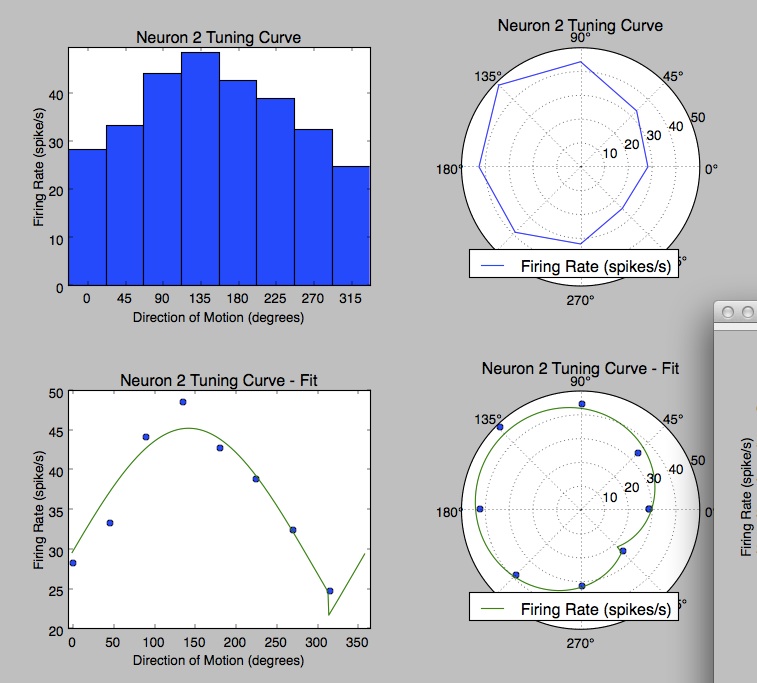 Neuron 2 Tuning Curve
Firing Rate (spike/s)
40
30
20
10
0
0 45 90 135 180 225 270 315
Direction of Motion (degrees)
Neuron 2 Tuning Curve
90°
135° 45°
50
40
30
20
10
180° 0°
5°
Firing Rate (spikes/s)
270°
Neuron 2 Tuning Curve - Fit
Firing Rate (spike/s)
50
45
40
35
30
25
20
0 50 100 150 200 250 300 350
Direction of Motion (degrees)
Neuron 2 Tuning Curve - Fit
90°
135° 45°
50
40
30
20
10
180° 0
5°
Firing Rate (spikes/s)
270°
Firing Rate (spike/s)